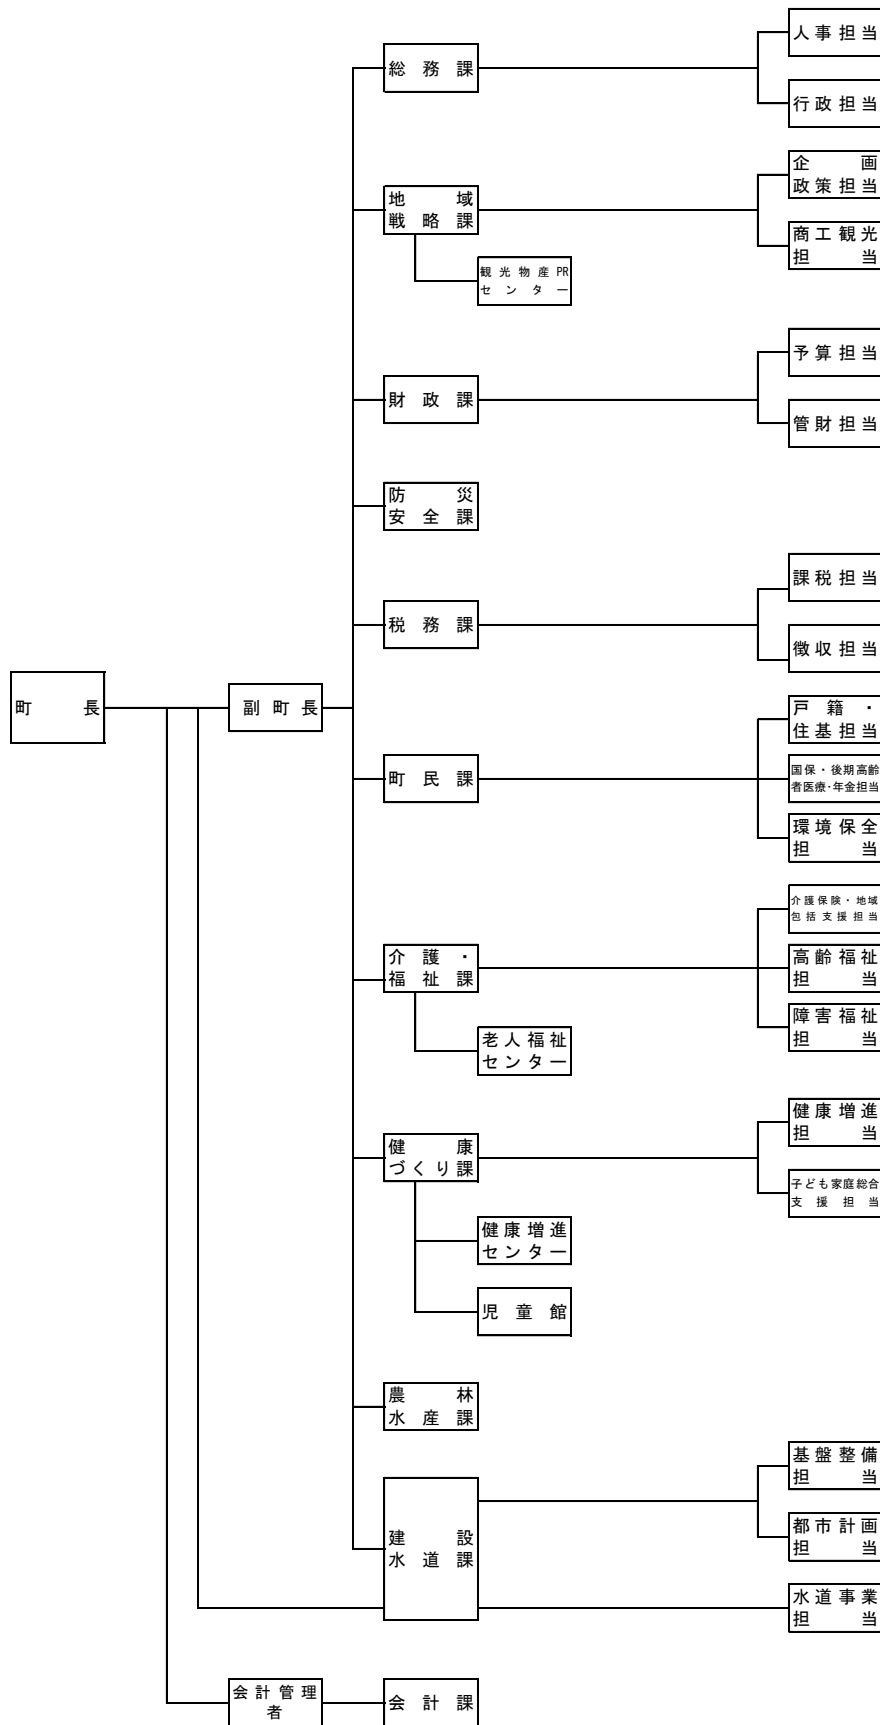 人事担当
総務課
行政担当
企画
政策担当
地域
戦略課
商工観光
担当
観光物産PR
センター
予算担当
財政課
管財担当
防災
安全課
課税担当
税務課
徴収担当
町長
副町長
戸籍・
住基担当
町民課
国保・後期高齢
者医療・年金担当
環境保全
担当
介護保険・地域
包括支援担当
介護・
福祉課
高齢福祉
担当
障害福祉
担当
老人福祉
センター
健康増進
担当
健康
づくり課
子ども家庭総合
支援担当
健康増進
センター
児童館
農林
水産課
基盤整備
担当
建設
水道課
都市計画
担当
水道事業
担当
会計管理
者
会計課